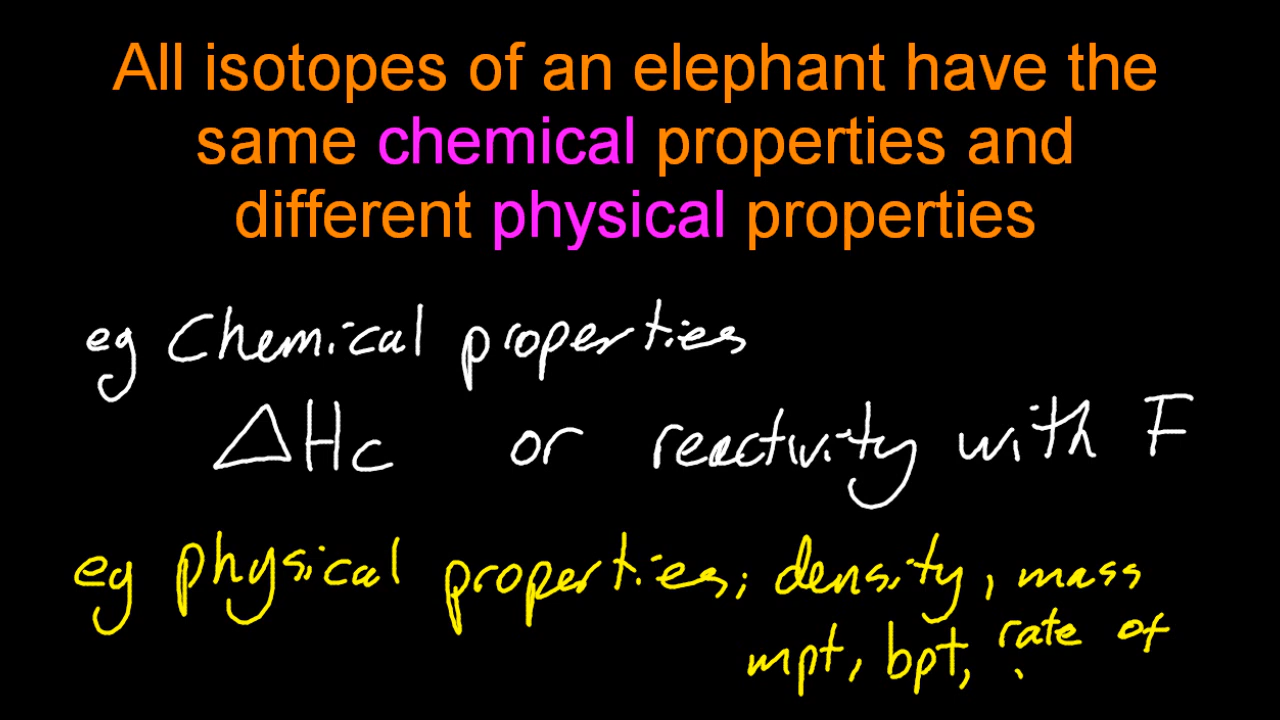 All isotopes of an elephant have the
same chemical properties and
different physical properties
eg Chemical properties
ΔHc or reactivity with F
eg physical properties; density, mass
mpt, bpt, rate of